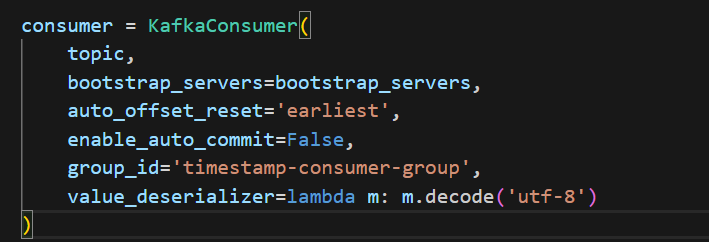 consumer = KafkaConsumer(
    topic,
    bootstrap_servers=bootstrap_servers,
    auto_offset_reset='earliest',
    enable_auto_commit=False,
    group_id='timestamp-consumer-group',
    value_deserializer=lambda m: m.decode('utf-8')
)